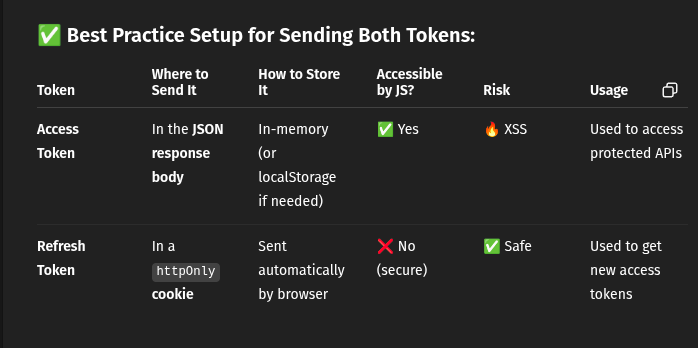 ✅ Best Practice Setup for Sending Both Tokens:
Token | Where to Send It | How to Store It | Accessible by JS? | Risk | Usage
Access Token | In the JSON response body | In-memory (or localStorage if needed) | ✅ Yes | 🔥 XSS | Used to access protected APIs
Refresh Token | In a httpOnly cookie | Sent automatically by browser | ❌ No (secure) | ✅ Safe | Used to get new access tokens